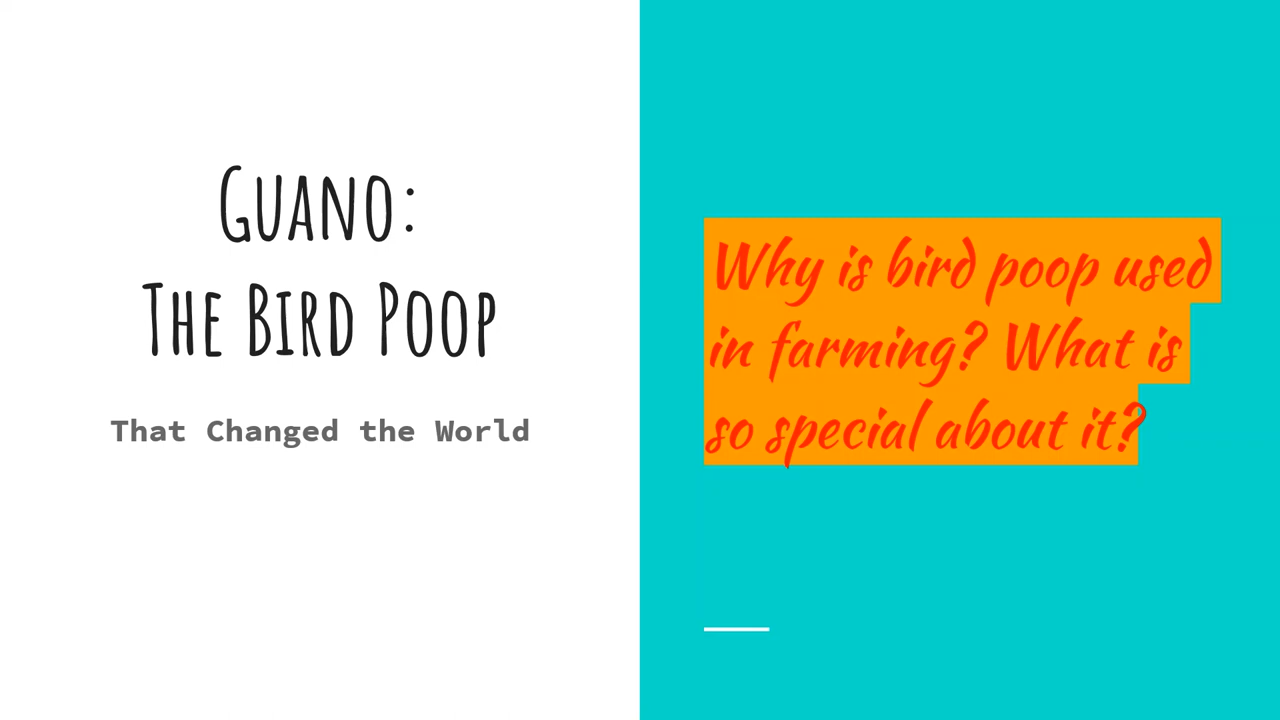 Guano:
The Bird Poop
That Changed the World
Why is bird poop used
in farming? What is
so special about it?